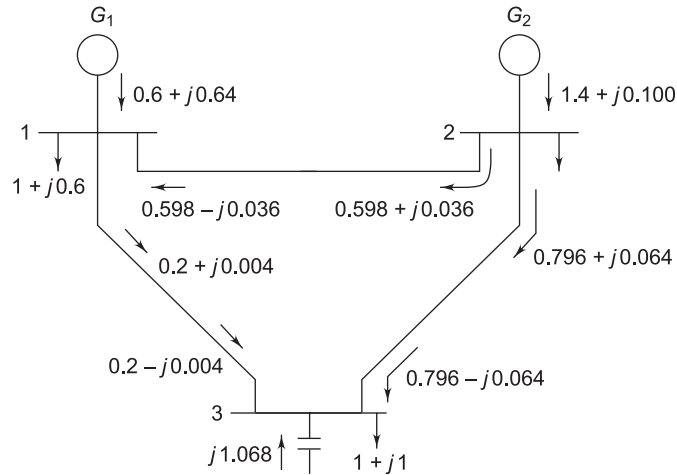 G1 G2
0.6 + j0.64 1.4 + j0.100
1 2
1 + j0.6
0.598 – j0.036 0.598 + j0.036
0.2 + j0.004 0.796 + j0.064
0.2 – j0.004 0.796 – j0.064
3
j1.068 1 + j1